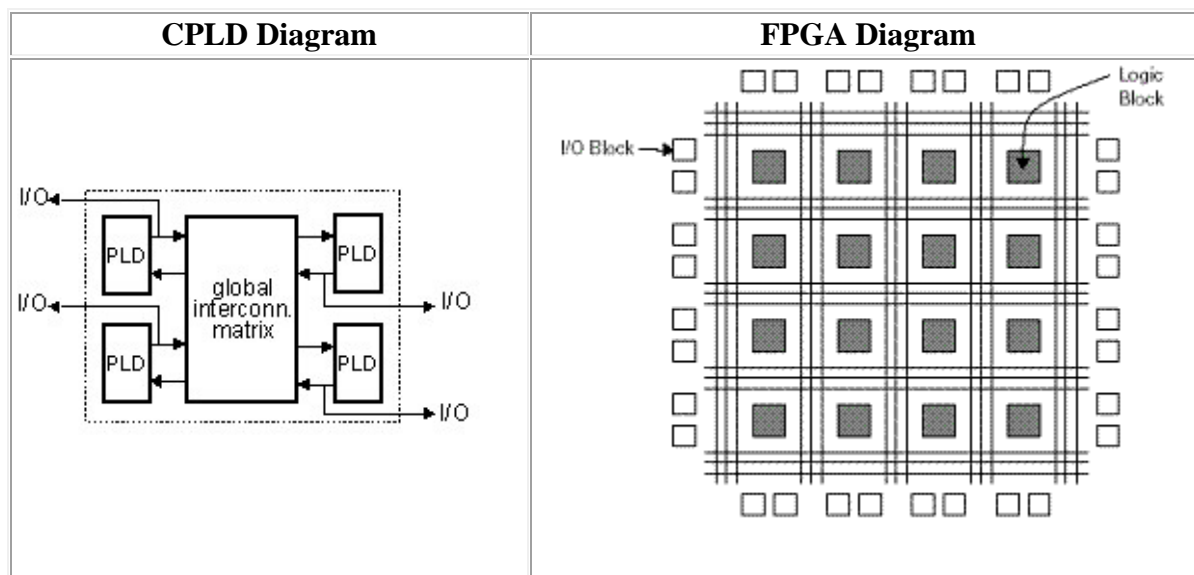 CPLD Diagram
FPGA Diagram
I/O
PLD
PLD
I/O
PLD
PLD
global
interconn.
matrix
I/O
I/O
Logic
Block
I/O Block